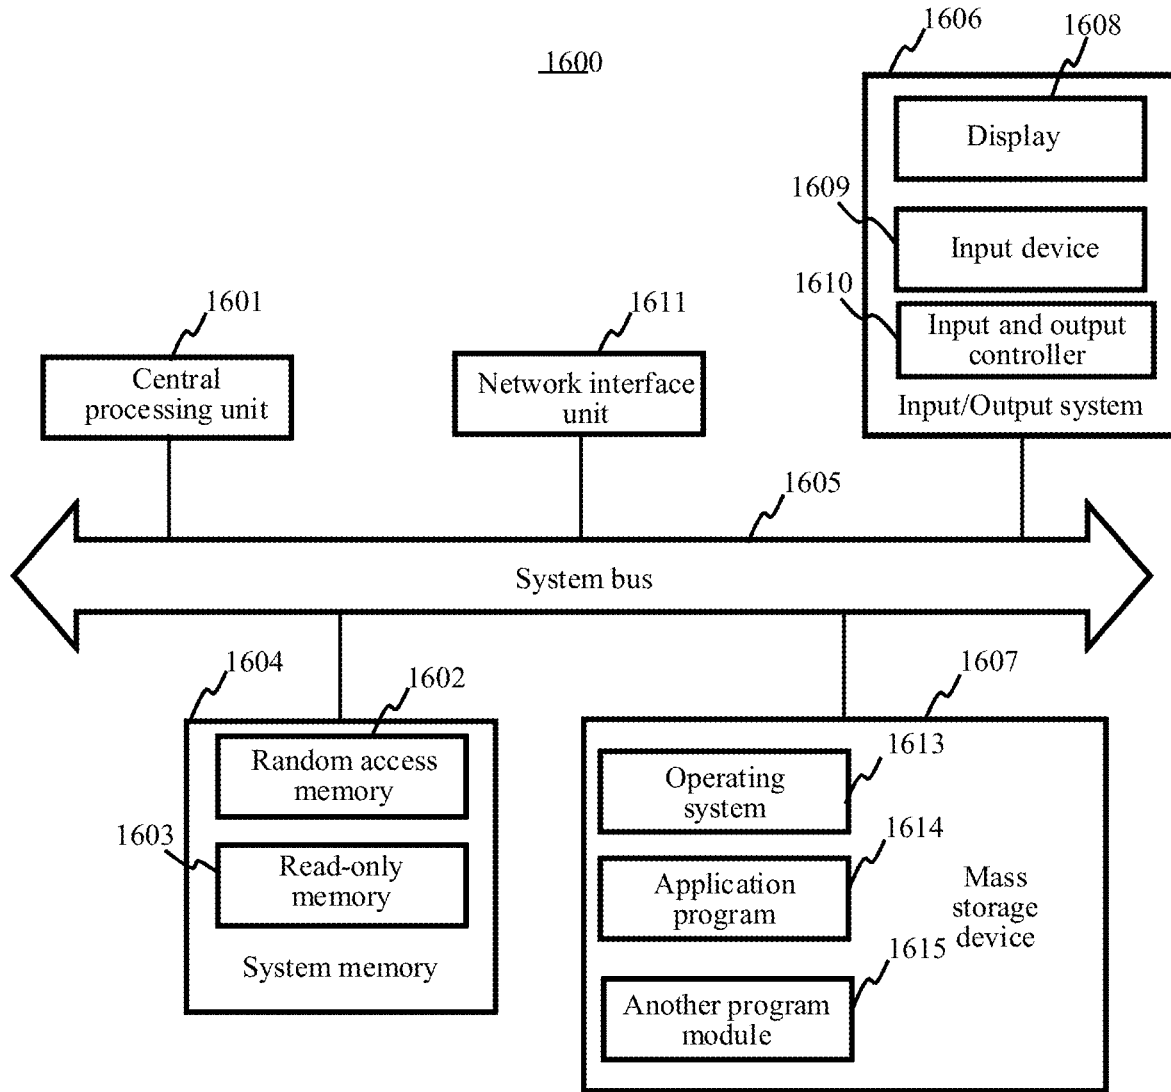 1600
1606
1608
Display
1609
Input device
1610
Input and output
controller
Input/Output system
1601
Central
processing unit
1611
Network interface
unit
1605
System bus
1604
1602
Random access
memory
1603
Read-only
memory
System memory
1607
1613
Operating
system
1614
Application
program
Mass
storage
device
1615
Another program
module